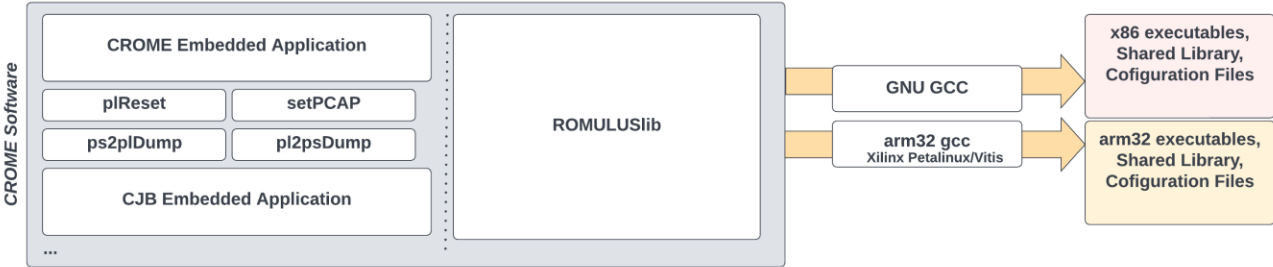 CROME Software
CROME Embedded Application
plReset
setPCAP
ps2plDump
pl2psDump
CJB Embedded Application
...
ROMULUSlib
GNU GCC
arm32 gcc
Xilinx Petalinux/Vitis
x86 executables,
Shared Library,
Cofiguration Files
arm32 executables,
Shared Library,
Cofiguration Files